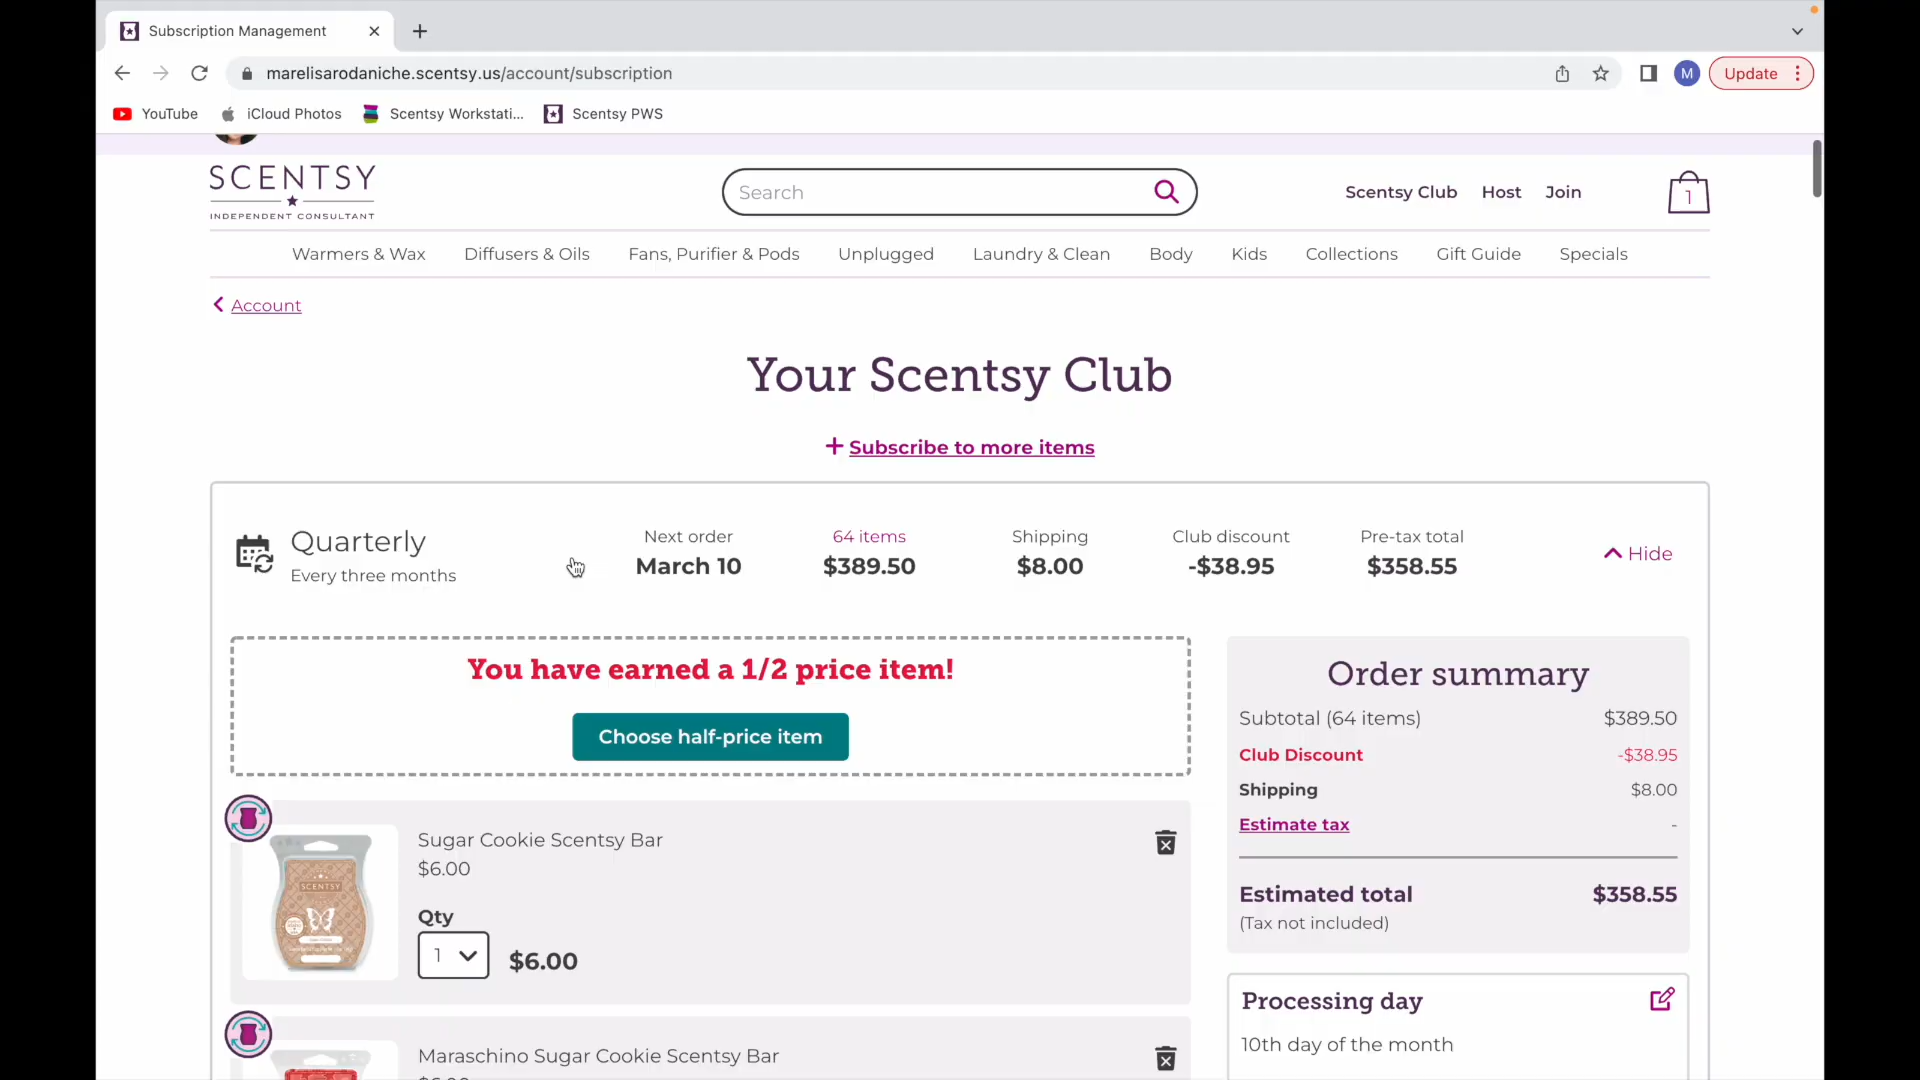 Subscription Management
marelisarodaniche.scentsy.us/account/subscription
M
Update
YouTube
iCloud Photos
Scentsy Workstati...
Scentsy PWS
SCENTSY
INDEPENDENT CONSULTANT
Search
Scentsy Club
Host
Join
1
Warmers & Wax
Diffusers & Oils
Fans, Purifier & Pods
Unplugged
Laundry & Clean
Body
Kids
Collections
Gift Guide
Specials
Account
Your Scentsy Club
Subscribe to more items
Quarterly
Every three months
Next order
March 10
64 items
$389.50
Shipping
$8.00
Club discount
-$38.95
Pre-tax total
$358.55
Hide
You have earned a 1/2 price item!
Choose half-price item
Sugar Cookie Scentsy Bar
$6.00
SCENTSY
Qty
1
$6.00
Maraschino Sugar Cookie Scentsy Bar
Order summary
Subtotal (64 items) $389.50
Club Discount -$38.95
Shipping $8.00
Estimate tax -
Estimated total $358.55
(Tax not included)
Processing day
10th day of the month